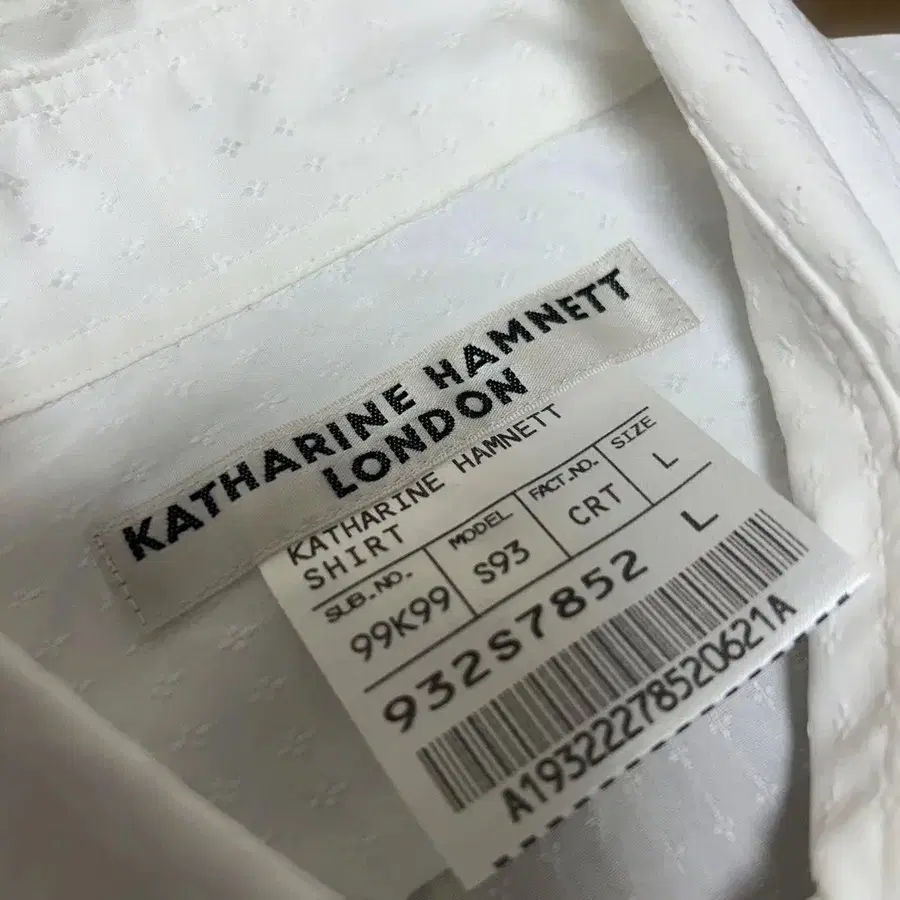 KATHARINE HAMNETT
LONDON
KATHARINE HAMNETT
SHIRT
SUB.NO. MODEL FACT.NO. SIZE
99K99 S93 CRT L
932S7852 L
A19322278520621A